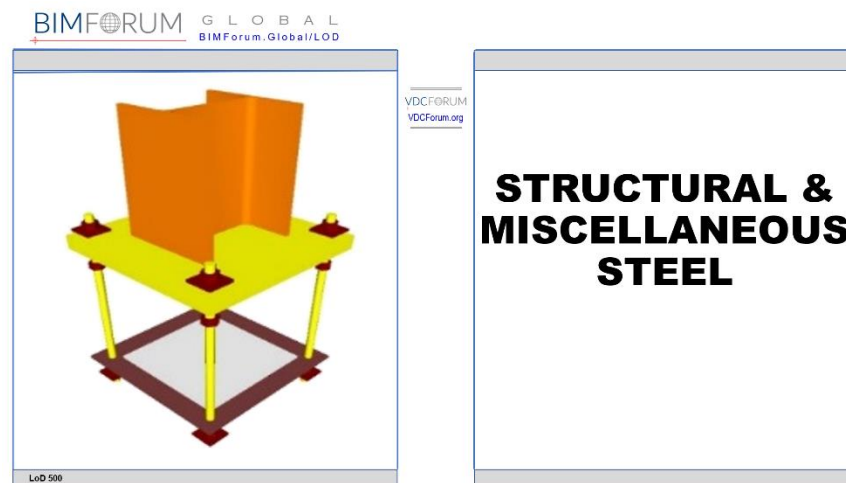 BIMFORUM GLOBAL
BIMForum.Global/LOD
VDCFORUM
VDCForum.org
STRUCTURAL &
MISCELLANEOUS
STEEL
LoD 500